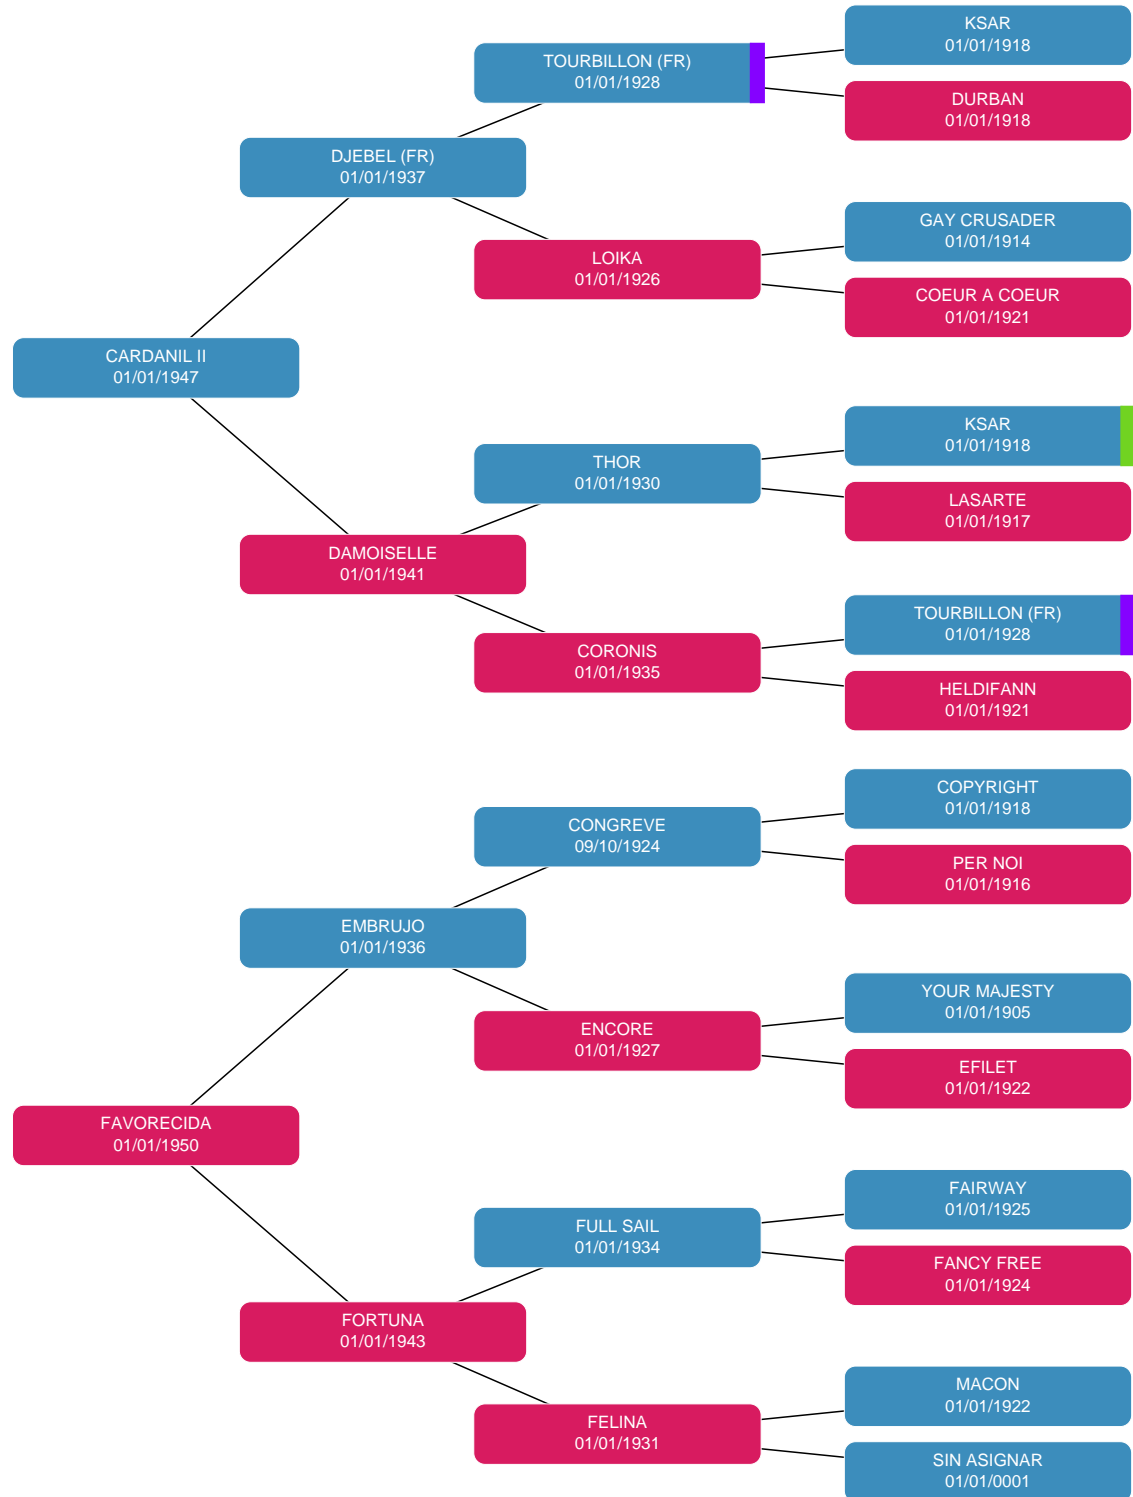 KSAR
01/01/1918
TOURBILLON (FR)
01/01/1928
DURBAN
01/01/1918
DJEBEL (FR)
01/01/1937
GAY CRUSADER
01/01/1914
LOIKA
01/01/1926
COEUR A COEUR
01/01/1921
CARDANIL II
01/01/1947
KSAR
01/01/1918
THOR
01/01/1930
LASARTE
01/01/1917
DAMOISELLE
01/01/1941
TOURBILLON (FR)
01/01/1928
CORONIS
01/01/1935
HELDIFANN
01/01/1921
COPYRIGHT
01/01/1918
CONGREVE
09/10/1924
PER NOI
01/01/1916
EMBRUJO
01/01/1936
YOUR MAJESTY
01/01/1905
ENCORE
01/01/1927
EFILET
01/01/1922
FAVORECIDA
01/01/1950
FAIRWAY
01/01/1925
FULL SAIL
01/01/1934
FANCY FREE
01/01/1924
FORTUNA
01/01/1943
MACON
01/01/1922
FELINA
01/01/1931
SIN ASIGNAR
01/01/0001